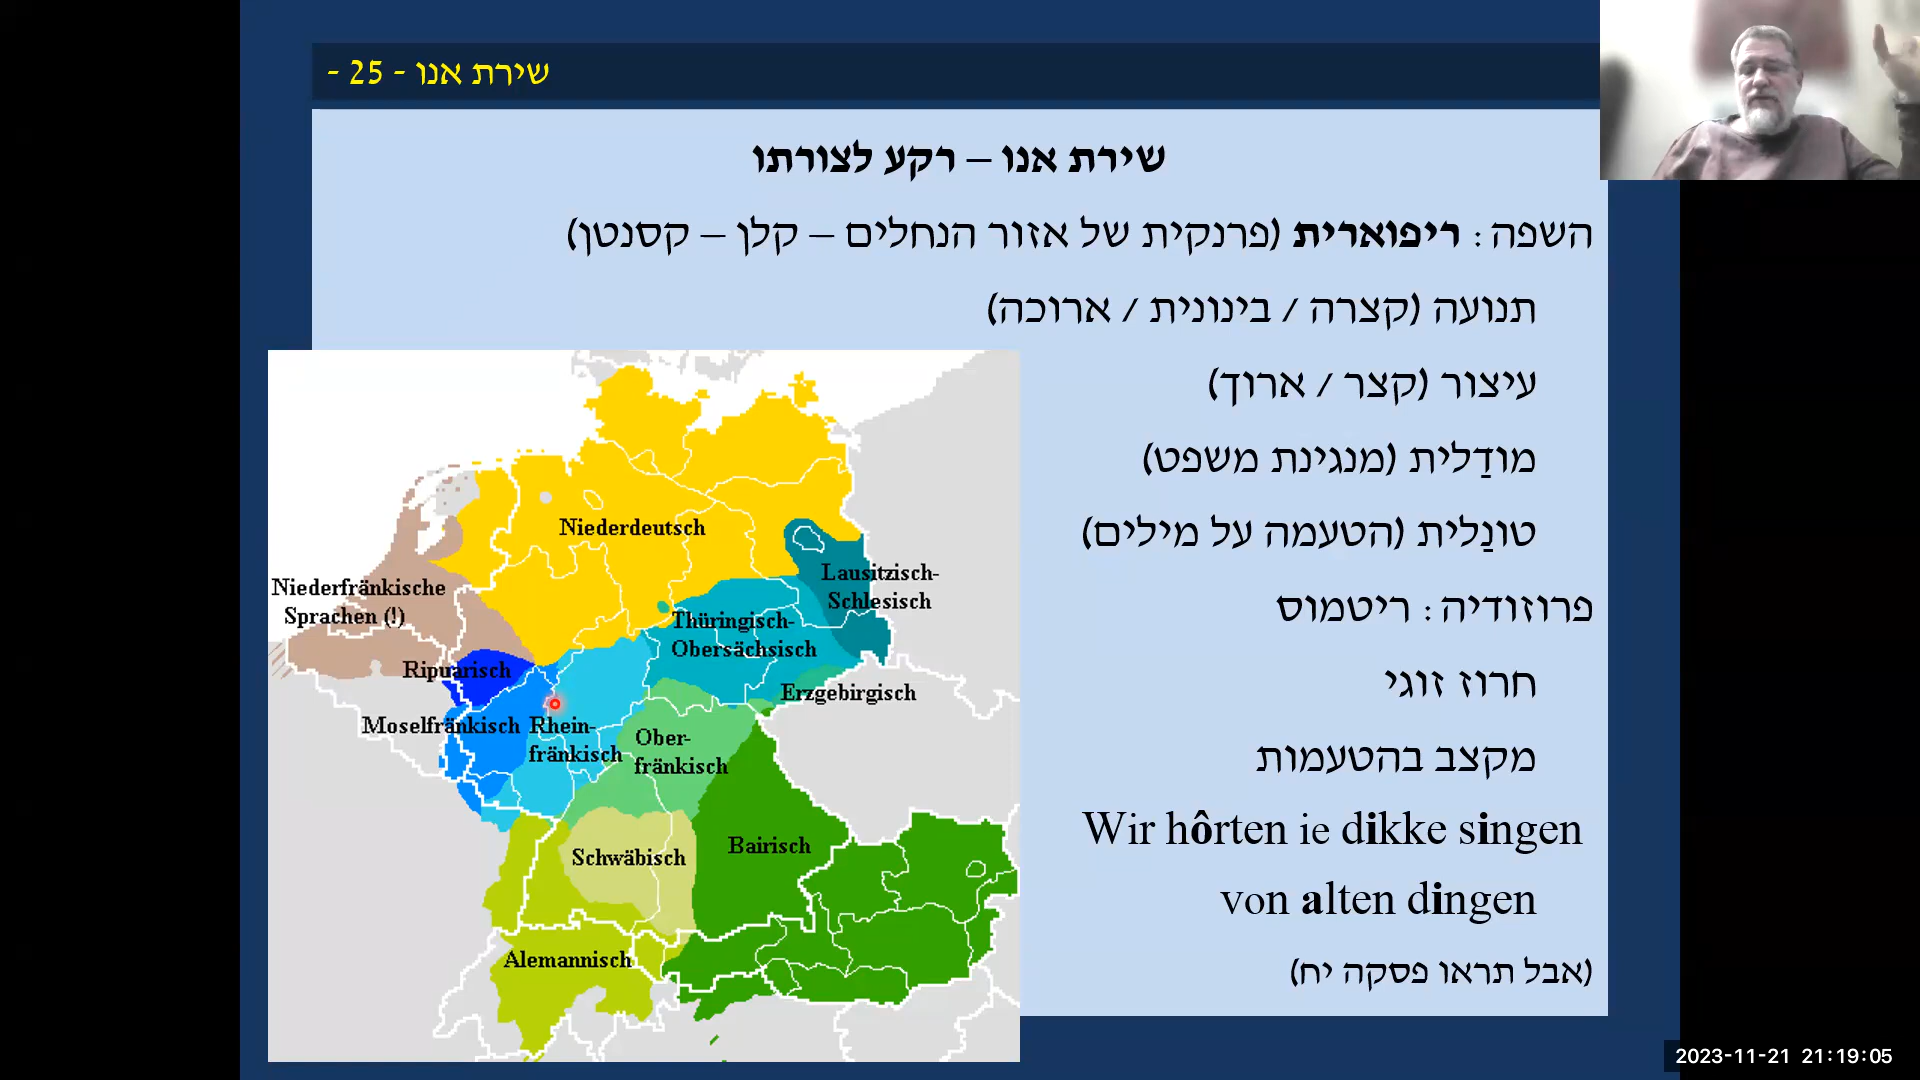 שירת אנו - 25 -
שירת אנו – רקע לצורתו
השפה: ריפוארית (פרנקית של אזור הנחלים – קלן – קסנטן)
תנועה (קצרה / בינונית / ארוכה)
עיצור (קצר / ארוך)
מודַלית (מנגינת משפט)
טונַלית (הטעמה על מילים)
פרוזודיה: ריטמוס
חרוז זוגי
מקצב בהטעמות
Wir hôrten ie dikke singen
von alten dingen
(אבל תראו פסקה יח)
Niederdeutsch
Lausitzisch-
Schlesisch
Niederfränkische
Sprachen (!)
Thüringisch-
Obersächsisch
Ripuarisch
Erzgebirgisch
Moselfränkisch
Rhein-
fränkisch
Ober-
fränkisch
Schwäbisch
Bairisch
Alemannisch
2023-11-21 21:19:05